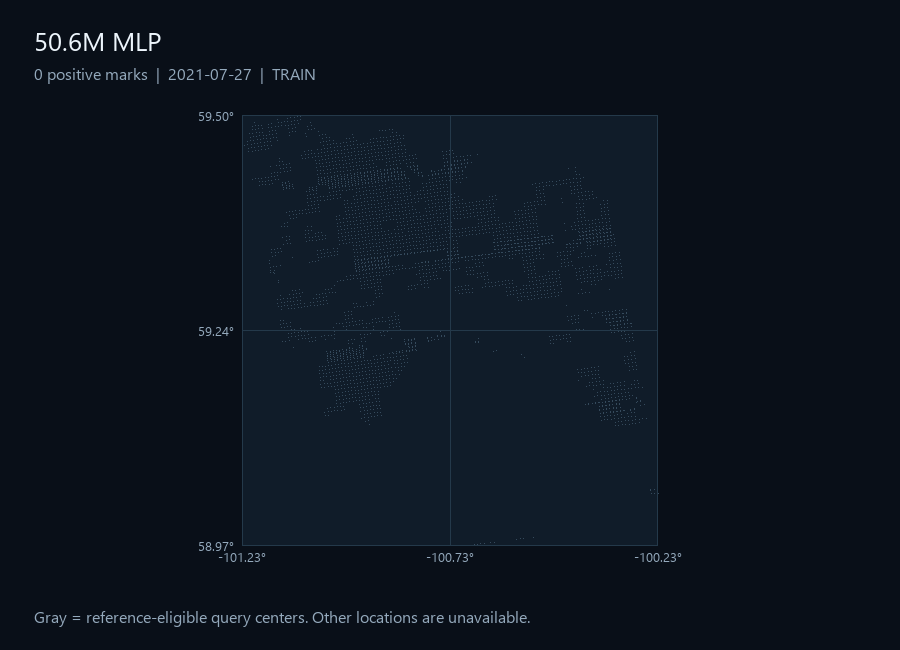 50.6M MLP
0 positive marks | 2021-07-27 | TRAIN
59.50°
59.24°
58.97°
-101.23° -100.73° -100.23°
Gray = reference-eligible query centers. Other locations are unavailable.